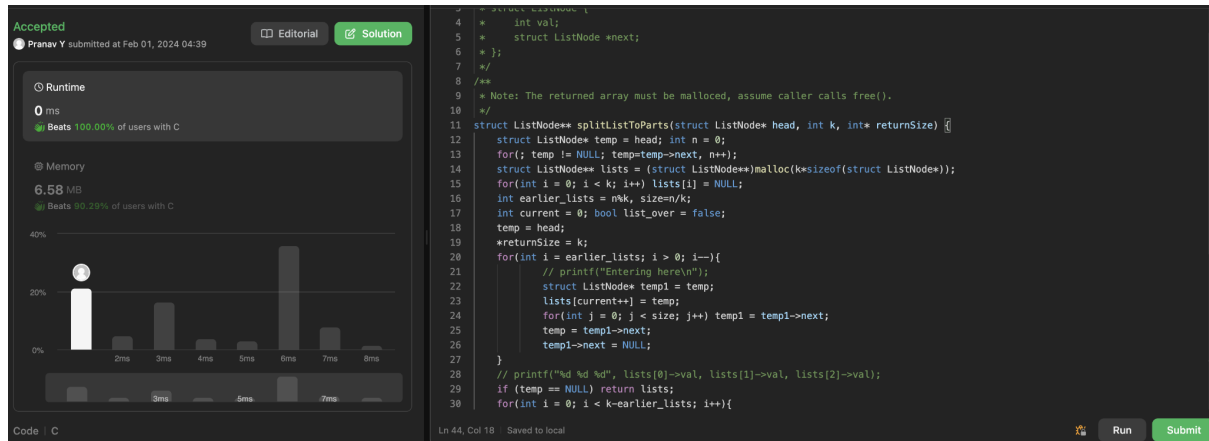 Accepted
Pranav Y submitted at Feb 01, 2024 04:39
Editorial
Solution
Runtime
0 ms
Beats 100.00% of users with C
Memory
6.58 MB
Beats 90.29% of users with C
40%
20%
0%
2ms 3ms 4ms 5ms 6ms 7ms 8ms
3ms 5ms 7ms
Code | C
3 * struct ListNode {
4 *     int val;
5 *     struct ListNode *next;
6 * };
7 */
8 /**
9 * Note: The returned array must be malloced, assume caller calls free().
10 */
11 struct ListNode** splitListToParts(struct ListNode* head, int k, int* returnSize) {
12     struct ListNode* temp = head; int n = 0;
13     for(; temp != NULL; temp=temp->next, n++);
14     struct ListNode** lists = (struct ListNode**)malloc(k*sizeof(struct ListNode*));
15     for(int i = 0; i < k; i++) lists[i] = NULL;
16     int earlier_lists = n%k, size=n/k;
17     int current = 0; bool list_over = false;
18     temp = head;
19     *returnSize = k;
20     for(int i = earlier_lists; i > 0; i--){
21             // printf("Entering here\n");
22             struct ListNode* temp1 = temp;
23             lists[current++] = temp;
24             for(int j = 0; j < size; j++) temp1 = temp1->next;
25             temp = temp1->next;
26             temp1->next = NULL;
27     }
28     // printf("%d %d %d", lists[0]->val, lists[1]->val, lists[2]->val);
29     if (temp == NULL) return lists;
30     for(int i = 0; i < k-earlier_lists; i++){
Ln 44, Col 18 | Saved to local
Run
Submit